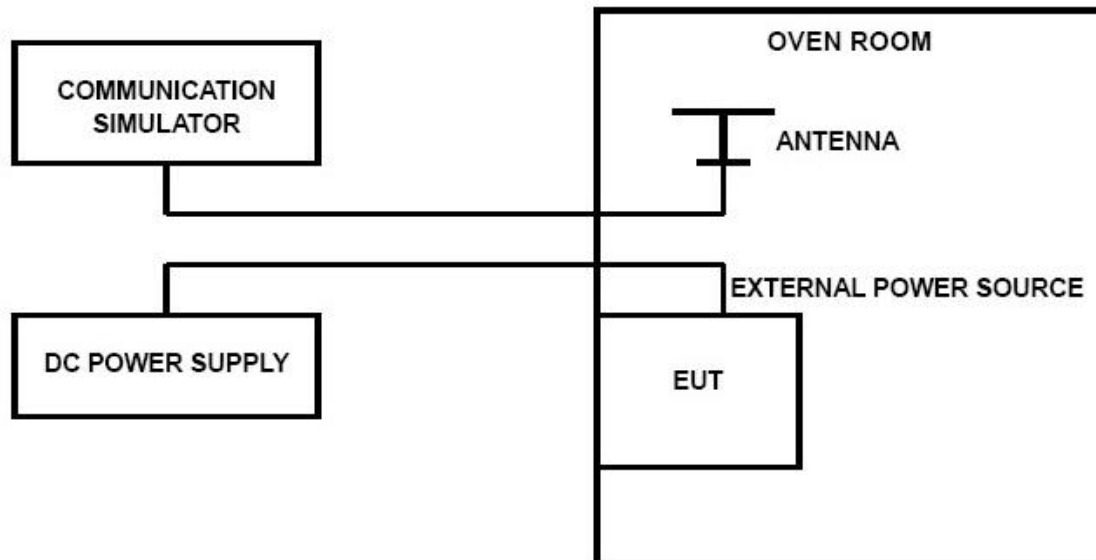 OVEN ROOM
COMMUNICATION
SIMULATOR
ANTENNA
EXTERNAL POWER SOURCE
DC POWER SUPPLY
EUT